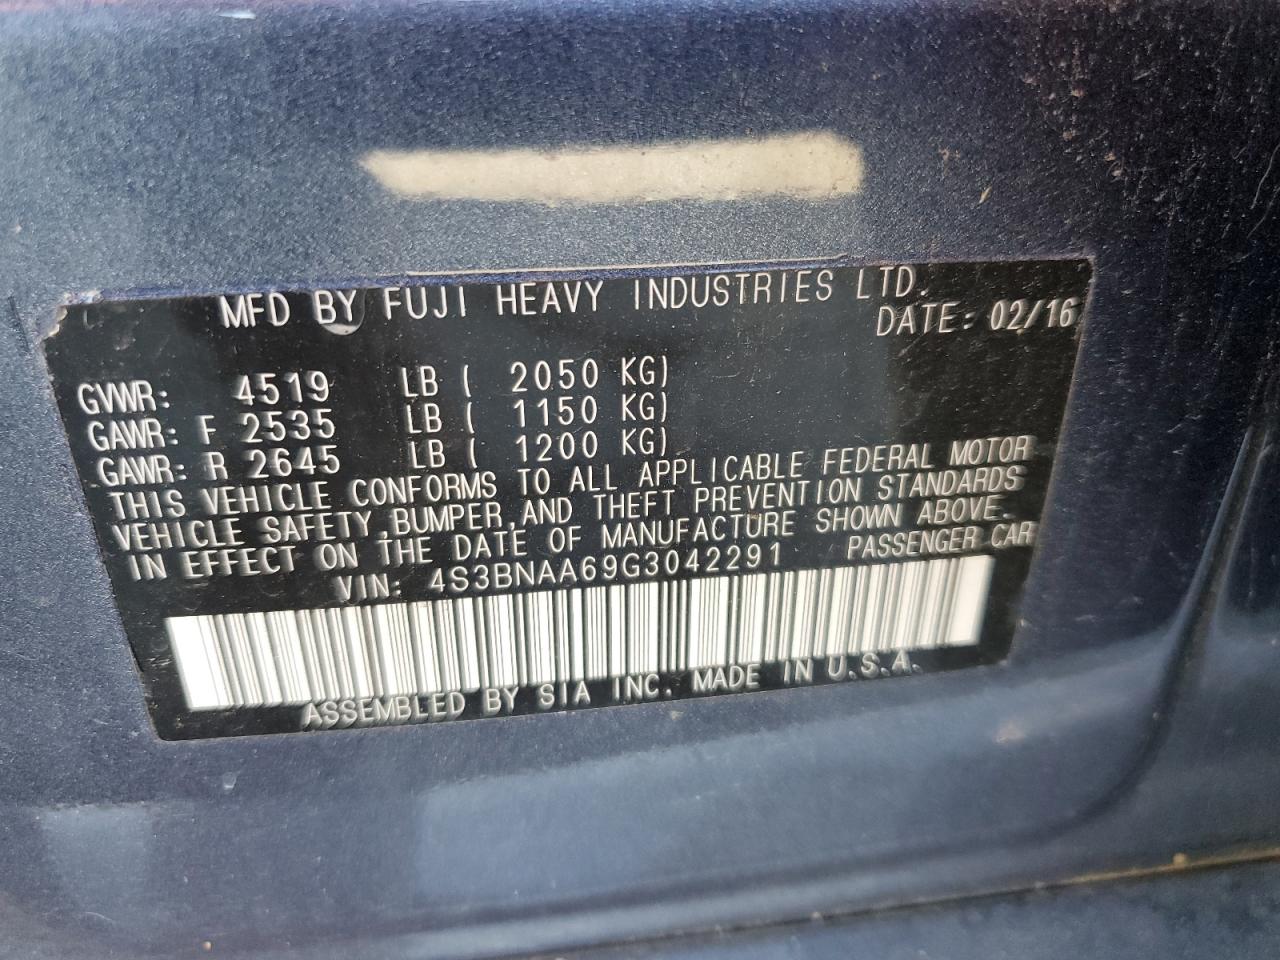 MFD BY FUJI HEAVY INDUSTRIES LTD.
DATE: 02/16
GVWR: 4519 LB ( 2050 KG)
GAWR: F 2535 LB ( 1150 KG)
GAWR: R 2645 LB ( 1200 KG)
THIS VEHICLE CONFORMS TO ALL APPLICABLE FEDERAL MOTOR
VEHICLE SAFETY,BUMPER,AND THEFT PREVENTION STANDARDS
IN EFFECT ON THE DATE OF MANUFACTURE SHOWN ABOVE.
VIN: 4S3BNAA69G3042291 PASSENGER CAR
ASSEMBLED BY SIA INC. MADE IN U.S.A.